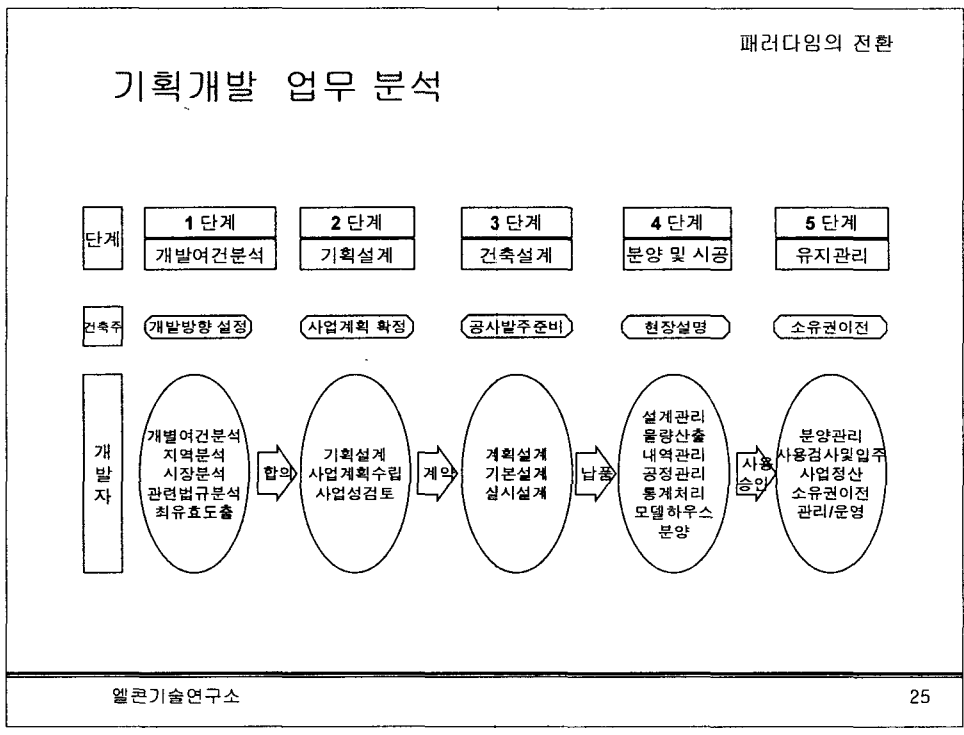 패러다임의 전환
기획개발 업무 분석
단계
1 단계
개발여건분석
2 단계
기획설계
3 단계
건축설계
4 단계
분양 및 시공
5 단계
유지관리
건축주
개발방향 설정
사업계획 확정
공사발주준비
현장설명
소유권이전
개
발
자
개별여건분석
지역분석
시장분석
관련법규분석
최유효도출
합의
기획설계
사업계획수립
사업성검토
계약
계획설계
기본설계
실시설계
납품
설계관리
물량산출
내역관리
공정관리
통계처리
모델하우스
분양
사용
승인
분양관리
사용검사및입주
사업정산
소유권이전
관리/운영
엘콘기술연구소
25